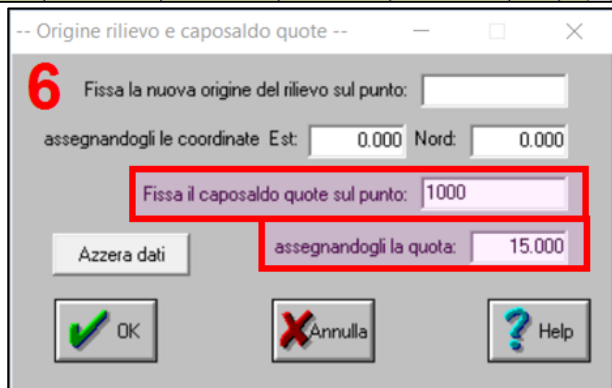 -- Origine rilievo e caposaldo quote --
6 Fissa la nuova origine del rilievo sul punto:
assegnandogli le coordinate Est: 0.000 Nord: 0.000
Fissa il caposaldo quote sul punto: 1000
assegnandogli la quota: 15.000
Azzera dati
OK Annulla Help